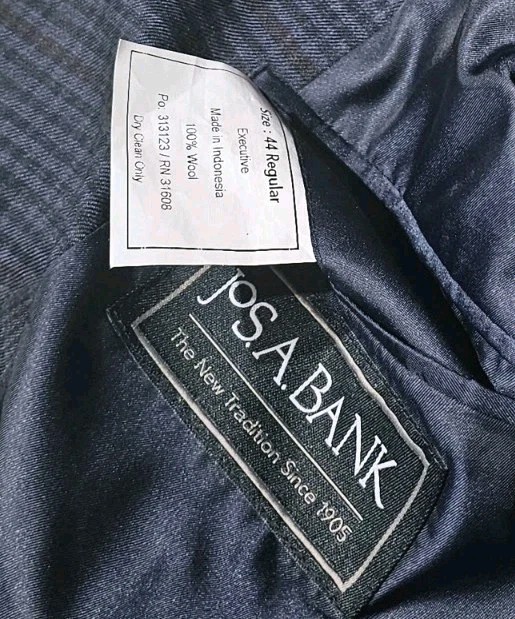 Size : 44 Regular
Executive
Made in Indonesia
100% Wool
Po. 313123 / RN 31608
Dry Clean Only
JOS. A. BANK
The New Tradition Since 1905